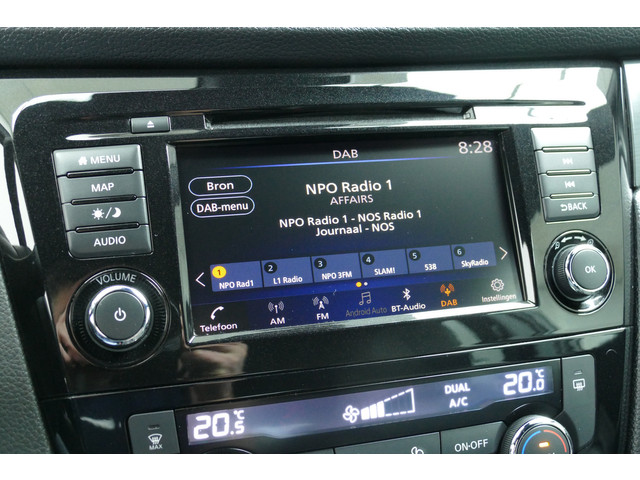 DAB
8:28
Bron
DAB-menu
NPO Radio 1
AFFAIRS
NPO Radio 1 - NOS Radio 1
Journaal - NOS
1 2 3 4 5 6
NPO Rad1 L1 Radio NPO 3FM SLAM! 538 SkyRadio
Telefoon AM FM Android Auto BT-Audio DAB Instellingen
MENU
MAP
AUDIO
VOLUME
BACK
OK
20.5°C
DUAL
A/C
20.0°C
MAX
ON·OFF